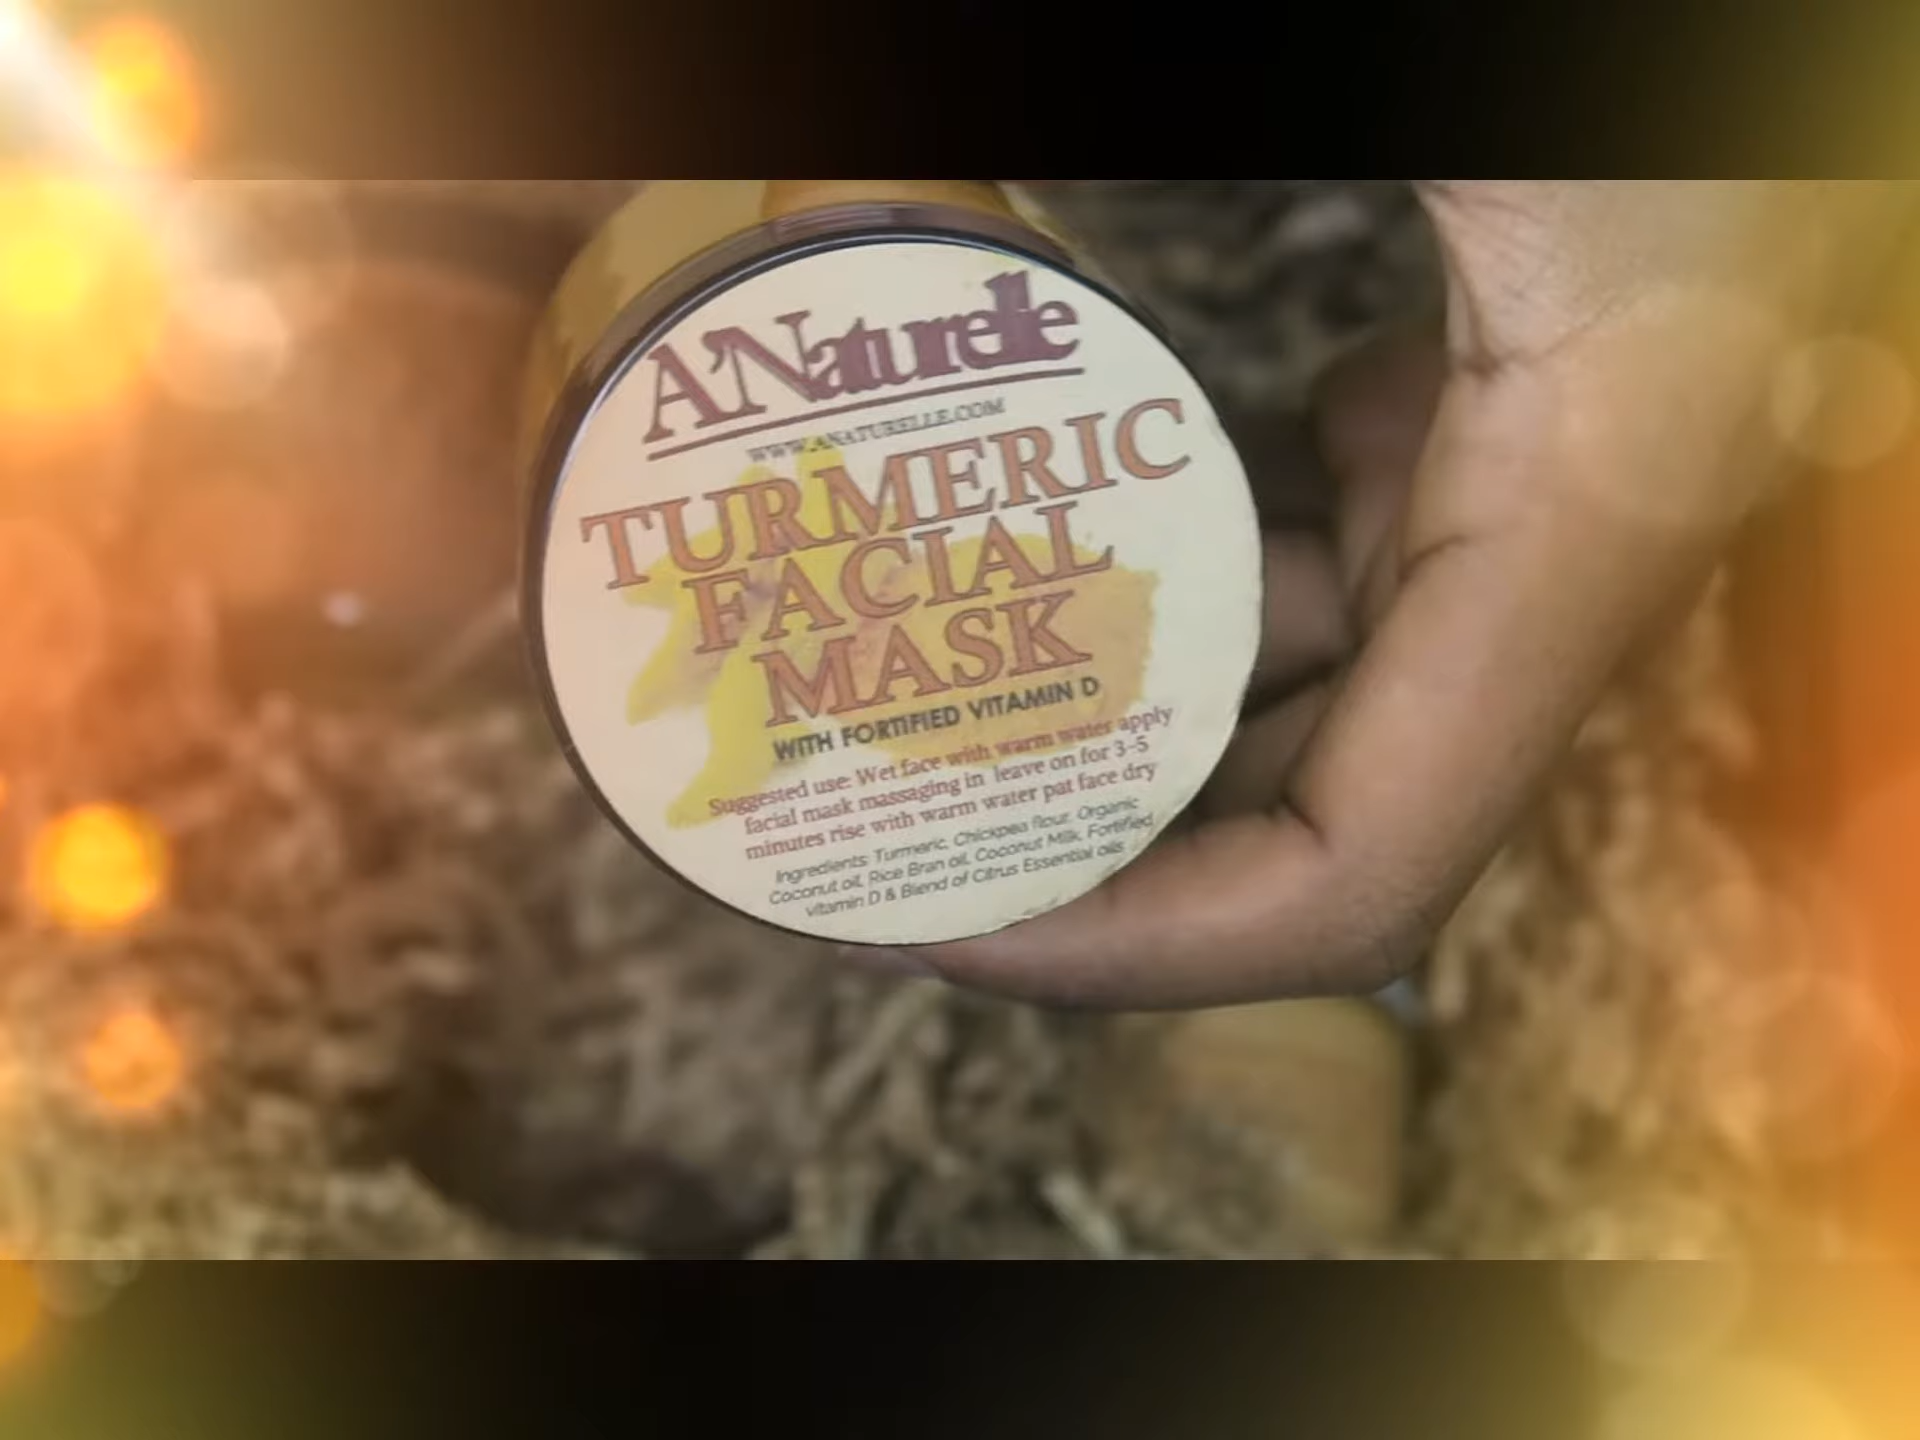 A'Naturelle
WWW.ANATURELLE.COM
TURMERIC
FACIAL
MASK
WITH FORTIFIED VITAMIN D
Suggested use: Wet face with warm water apply
facial mask massaging in leave on for 3-5
minutes rise with warm water pat face dry
Ingredients: Turmeric, Chickpea flour, Organic
Coconut oil, Rice Bran oil, Coconut Milk, Fortified
vitamin D & Blend of Citrus Essential oils